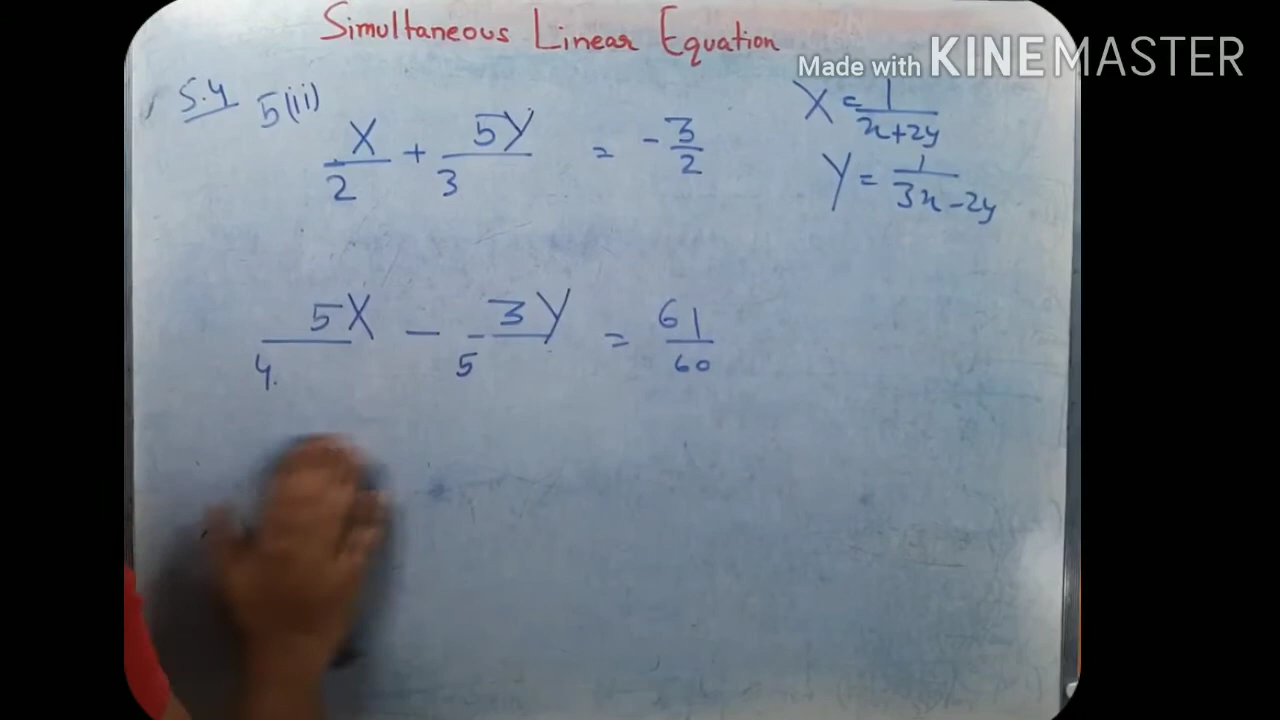 Simultaneous Linear Equation
Made with KINEMASTER
5.4 5(ii)
X/2 + 5Y/3 = -3/2
X = 1/x+2y
Y = 1/3x-2y
5X/4. - 3Y/5 = 61/60